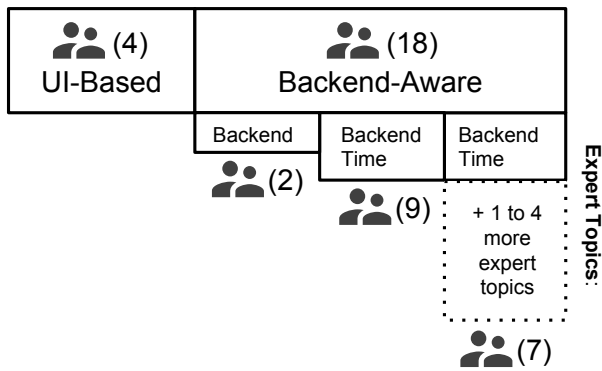 (4)
UI-Based
(18)
Backend-Aware
Backend
(2)
Backend
Time
(9)
Backend
Time
+ 1 to 4
more
expert
topics
(7)
Expert Topics: